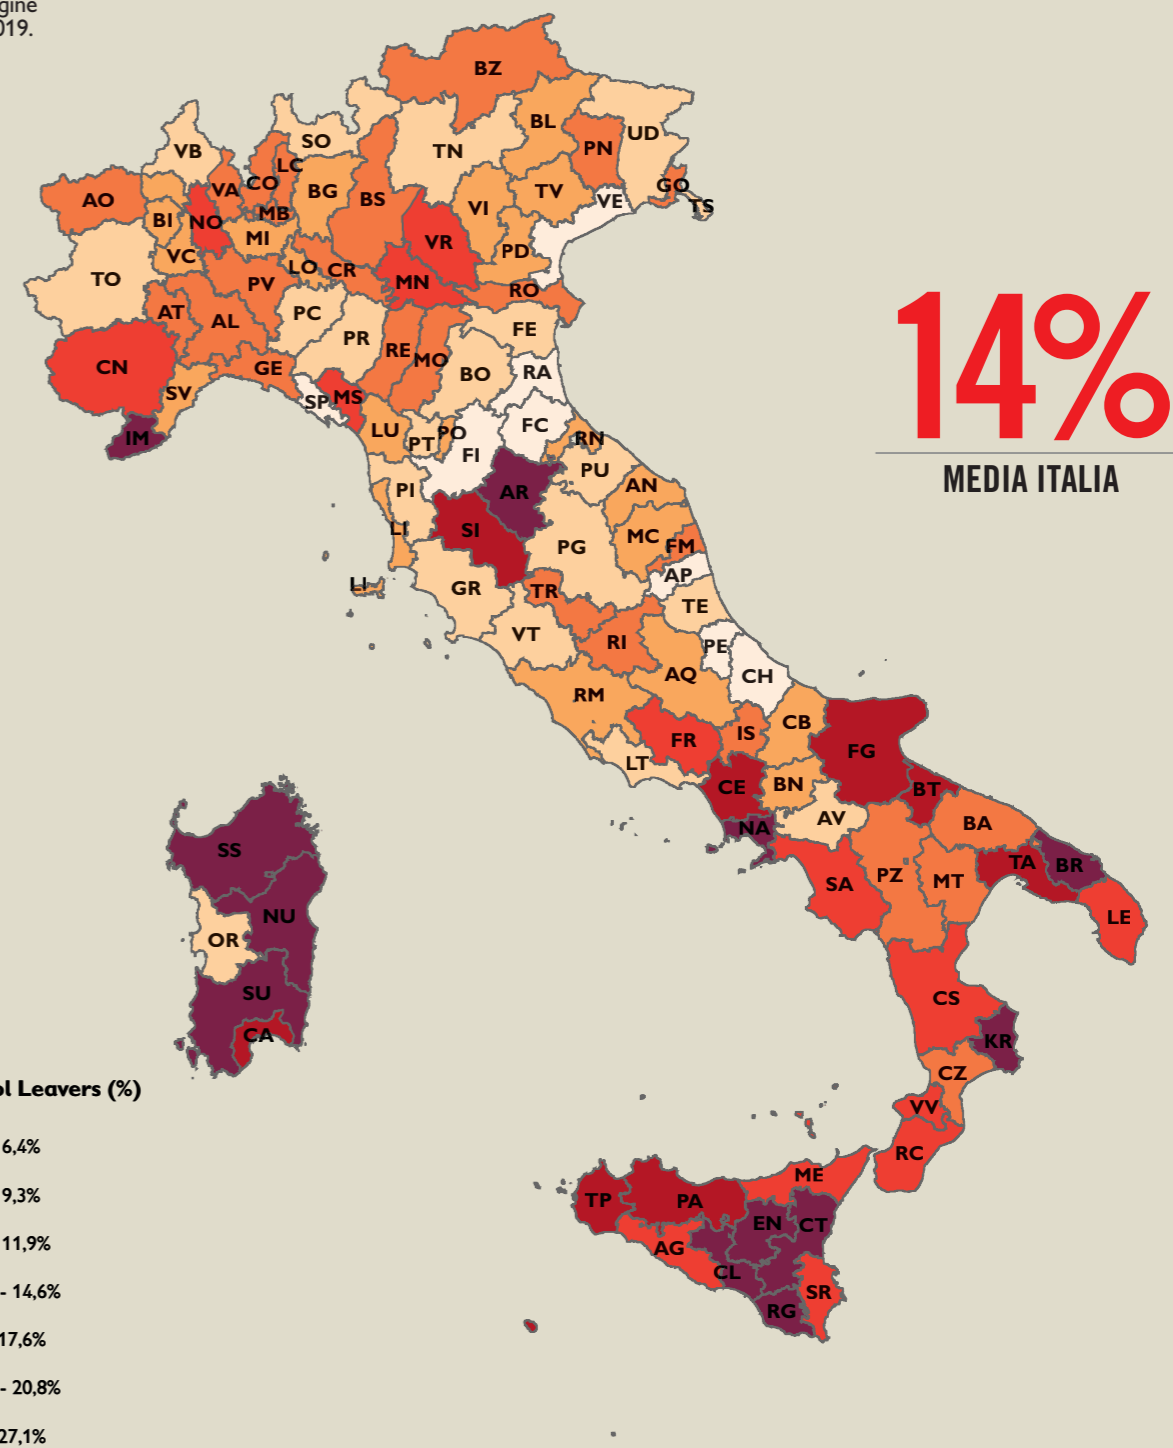 gine
019.
BZ
BL
UD
PN
SO
TN
VB
LC
VA
CO
BG
BS
TV
GO
VE
TS
AO
BI
NO
MB
VI
MI
VR
PD
VC
LO
CR
TO
PV
MN
RO
AT
AL
PC
PR
FE
CN
GE
RE
MO
BO
RA
SV
SP
MS
IM
LU
PT
PO
FI
FC
RN
PU
PI
AR
AN
LI
SI
PG
MC
FM
AP
LI
GR
TR
TE
VT
RI
PE
AQ
CH
RM
FR
IS
CB
LT
FG
CE
BN
BT
NA
AV
BA
SA
PZ
MT
TA
BR
LE
SS
NU
OR
SU
CA
CS
KR
CZ
VV
RC
ME
TP
PA
EN
CT
AG
CL
SR
RG
14%
MEDIA ITALIA
ol Leavers (%)
6,4%
9,3%
11,9%
- 14,6%
17,6%
- 20,8%
27,1%